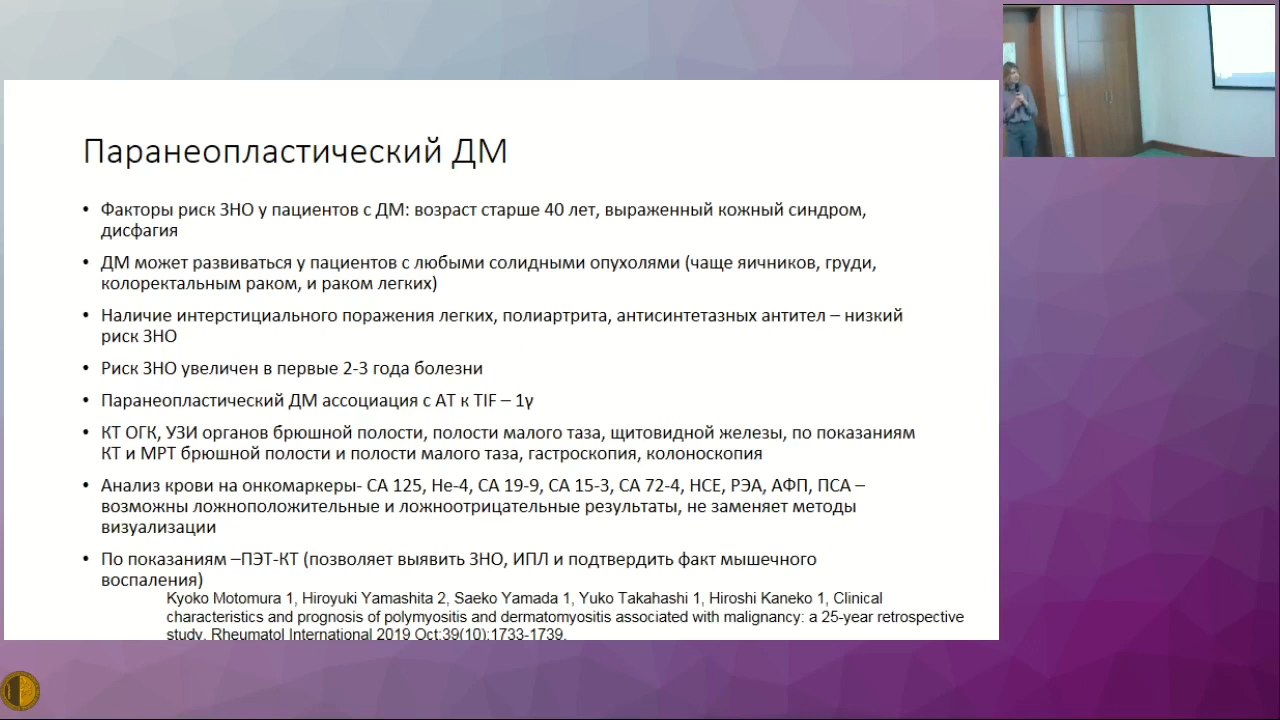 Паранеопластический ДМ
• Факторы риск ЗНО у пациентов с ДМ: возраст старше 40 лет, выраженный кожный синдром,
дисфагия
• ДМ может развиваться у пациентов с любыми солидными опухолями (чаще яичников, груди,
колоректальным раком, и раком легких)
• Наличие интерстициального поражения легких, полиартрита, антисинтетазных антител – низкий
риск ЗНО
• Риск ЗНО увеличен в первые 2-3 года болезни
• Паранеопластический ДМ ассоциация с АТ к TIF – 1γ
• КТ ОГК, УЗИ органов брюшной полости, полости малого таза, щитовидной железы, по показаниям
КТ и МРТ брюшной полости и полости малого таза, гастроскопия, колоноскопия
• Анализ крови на онкомаркеры- СА 125, Не-4, СА 19-9, СА 15-3, СА 72-4, НСЕ, РЭА, АФП, ПСА –
возможны ложноположительные и ложноотрицательные результаты, не заменяет методы
визуализации
• По показаниям –ПЭТ-КТ (позволяет выявить ЗНО, ИПЛ и подтвердить факт мышечного
воспаления)
Kyoko Motomura 1, Hiroyuki Yamashita 2, Saeko Yamada 1, Yuko Takahashi 1, Hiroshi Kaneko 1, Clinical
characteristics and prognosis of polymyositis and dermatomyositis associated with malignancy: a 25-year retrospective
study. Rheumatol International 2019 Oct;39(10):1733-1739.